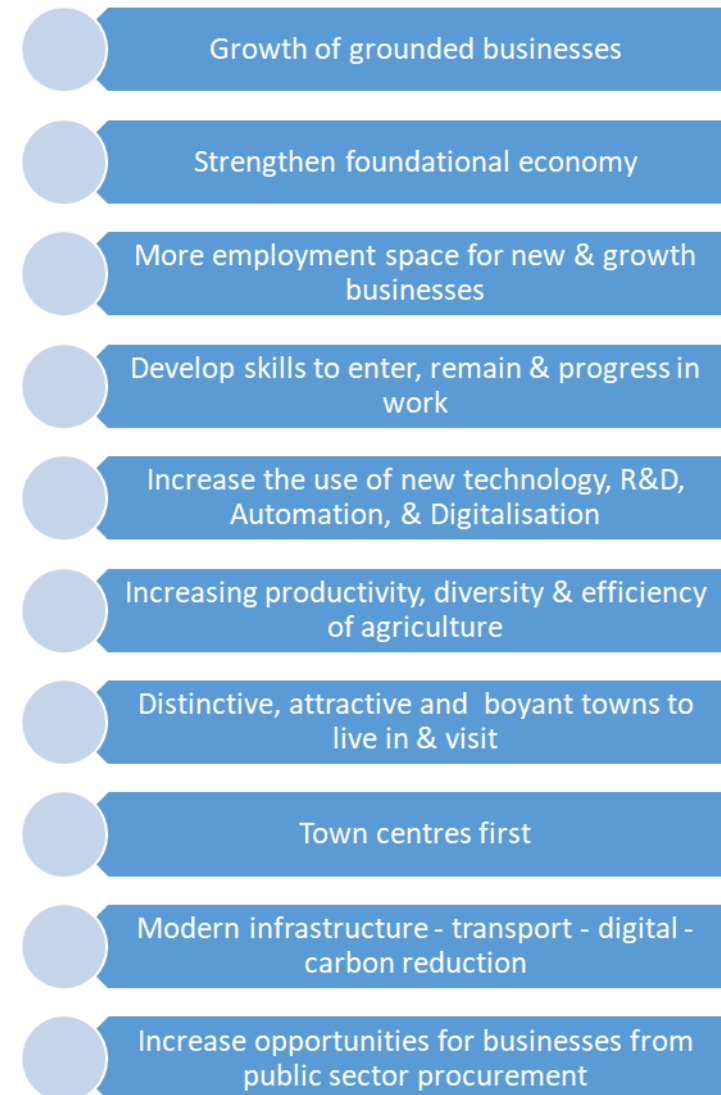 Growth of grounded businesses
Strengthen foundational economy
More employment space for new & growth
businesses
Develop skills to enter, remain & progress in
work
Increase the use of new technology, R&D,
Automation, & Digitalisation
Increasing productivity, diversity & efficiency
of agriculture
Distinctive, attractive and  boyant towns to
live in & visit
Town centres first
Modern infrastructure - transport - digital -
carbon reduction
Increase opportunities for businesses from
public sector procurement